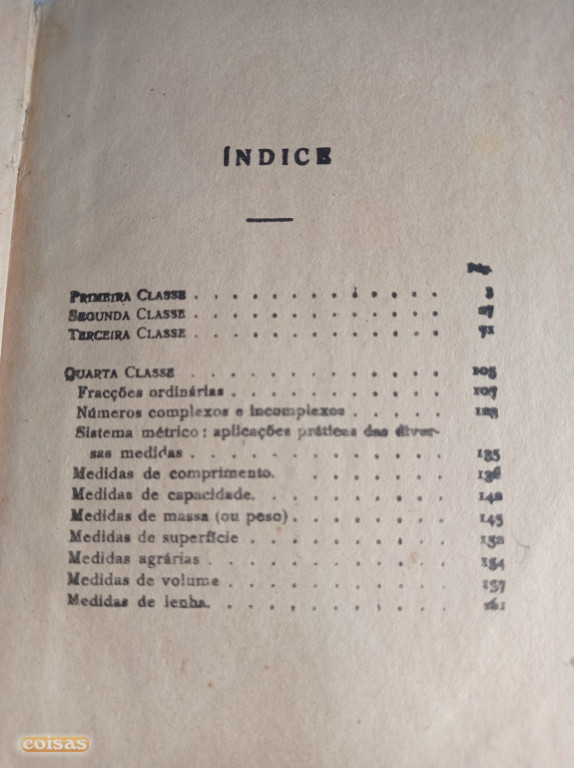 ÍNDICE
Pág.
PRIMEIRA CLASSE . . . . . . . . . . . . . 3
SEGUNDA CLASSE . . . . . . . . . . . . 27
TERCEIRA CLASSE . . . . . . . . . . . . 71
QUARTA CLASSE . . . . . . . . . . . . . 105
Fracções ordinárias . . . . . . . . . . . 107
Números complexos e incomplexos . . . . . 123
Sistema métrico : aplicações práticas das diver-
sas medidas . . . . . . . . . . . . . 135
Medidas de comprimento. . . . . . . . . 136
Medidas de capacidade. . . . . . . . . . 142
Medidas de massa (ou peso) . . . . . . . . 145
Medidas de superfície . . . . . . . . . . 152
Medidas agrárias . . . . . . . . . . . . 154
Medidas de volume . . . . . . . . . . . 157
Medidas de lenha. . . . . . . . . . . . 161
coisas